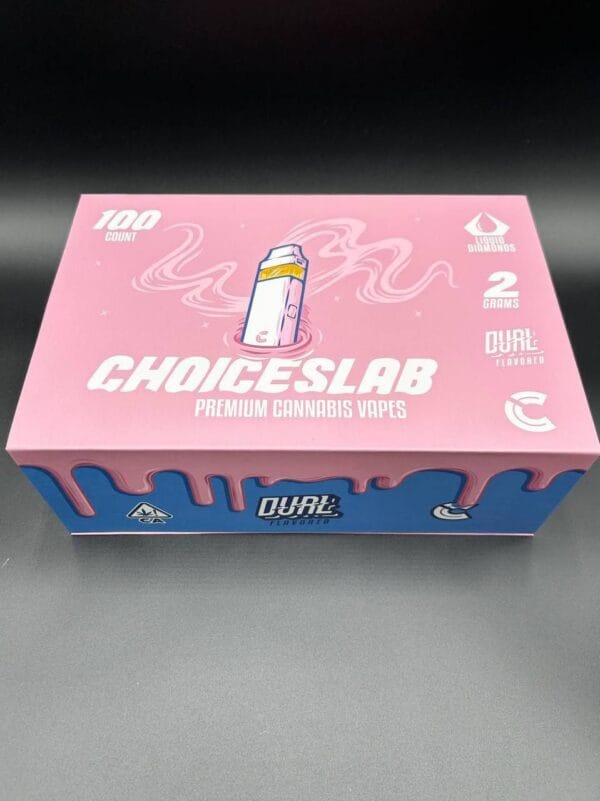 100
COUNT
LIQUID
DIAMONDS
2
GRAMS
DUAL
FLAVORED
C
C
CHOICESLAB
PREMIUM CANNABIS VAPES
CA
DUAL
FLAVORED
C